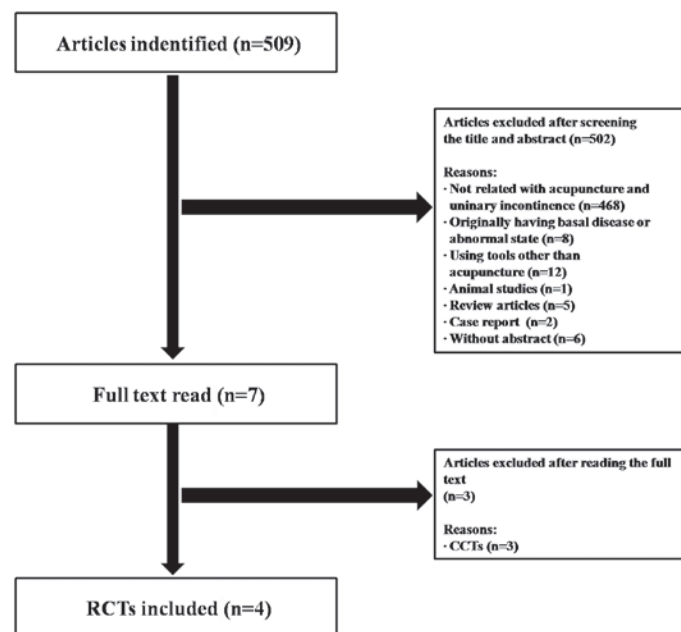 Articles indentified (n=509)
Articles excluded after screening
the title and abstract (n=502)
Reasons:
· Not related with acupuncture and
uninary incontinence (n=468)
· Originally having basal disease or
abnormal state (n=8)
· Using tools other than
acupuncture (n=12)
· Animal studies (n=1)
· Review articles (n=5)
· Case report (n=2)
· Without abstract (n=6)
Full text read (n=7)
Articles excluded after reading the full
text
(n=3)
Reasons:
· CCTs (n=3)
RCTs included (n=4)